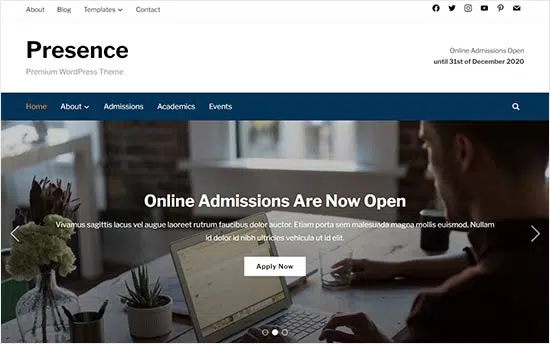 About Blog Templates Contact
Presence
Premium WordPress Theme
Online Admissions Open
until 31st of December 2020
Home About Admissions Academics Events
Online Admissions Are Now Open
Vivamus sagittis lacus vel augue laoreet rutrum faucibus dolor auctor. Etiam porta sem malesuada magna mollis euismod. Nullam
id dolor id nibh ultricies vehicula ut id elit.
Apply Now